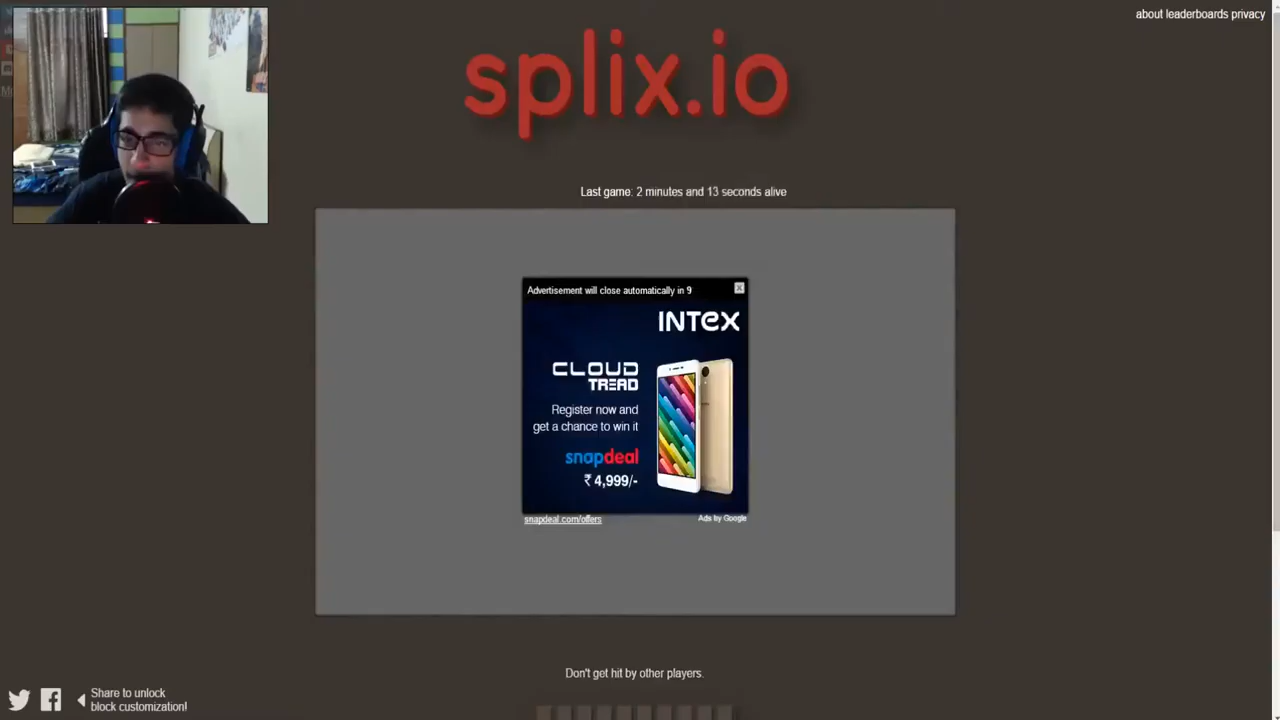 about leaderboards privacy
splix.io
Last game: 2 minutes and 13 seconds alive
Advertisement will close automatically in 9
INTEX
CLOUD
TREAD
Register now and
get a chance to win it
snapdeal
₹ 4,999/-
snapdeal.com/offers
Ads by Google
Don't get hit by other players.
Share to unlock
block customization!